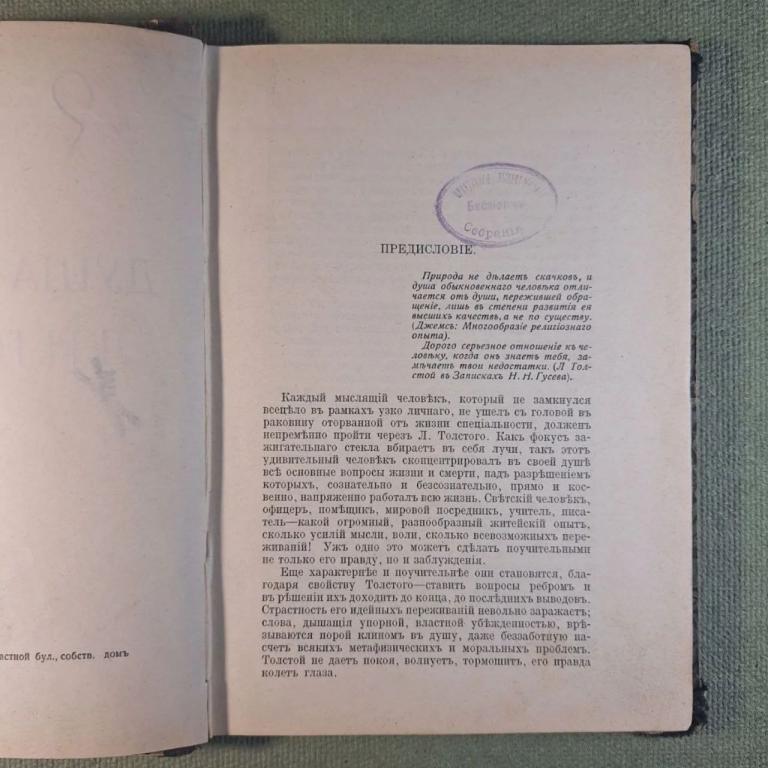 Собранія
ПРЕДИСЛОВІЕ.
Природа не дѣлаетъ скачковъ, и
душа обыкновеннаго человѣка отли-
чается отъ души, пережившей обра-
щеніе, лишь въ степени развитія ея
высшихъ качествъ, а не по существу.
(Джемсъ: Многообразіе религіознаго
опыта).
Дорого серьезное отношеніе къ че-
ловѣку, когда онъ знаетъ тебя, за-
мѣчаетъ твои недостатки. (Л Тол-
стой въ Запискахъ Н. Н. Гусева).
Каждый мыслящій человѣкъ, который не замкнулся
всецѣло въ рамкахъ узко личнаго, не ушелъ съ головой въ
раковину оторванной отъ жизни спеціальности, долженъ
непремѣнно пройти черезъ Л. Толстого. Какъ фокусъ за-
жигательнаго стекла вбираетъ въ себя лучи, такъ этотъ
удивительный человѣкъ сконцентрировалъ въ своей душѣ
всѣ основные вопросы жизни и смерти, надъ разрѣшеніемъ
которыхъ, сознательно и безсознательно, прямо и кос-
венно, напряженно работалъ всю жизнь. Свѣтскій человѣкъ,
офицеръ, помѣщикъ, мировой посредникъ, учитель, писа-
тель—какой огромный, разнообразный житейскій опытъ,
сколько усилій мысли, воли, сколько всевозможныхъ пере-
живаній! Ужъ одно это можетъ сдѣлать поучительными
не только его правду, но и заблужденія.
Еще характернѣе и поучительнѣе они становятся, бла-
годаря свойству Толстого—ставить вопросы ребромъ и
въ рѣшеніи ихъ доходить до конца, до послѣднихъ выводовъ.
Страстность его идейныхъ переживаній невольно заражаетъ;
слова, дышащія упорной, властной убѣжденностью, врѣ-
зываются порой клиномъ въ душу, даже беззаботную на-
счетъ всякихъ метафизическихъ и моральныхъ проблемъ.
Толстой не даетъ покоя, волнуетъ, тормошитъ, его правда
колетъ глаза.
астной бул., собств. домъ
ДУША